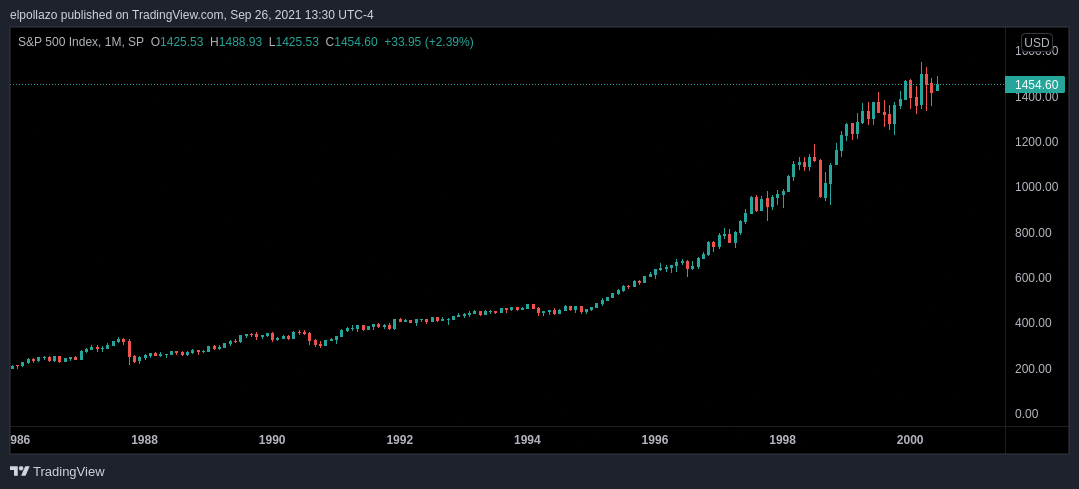 elpollazo published on TradingView.com, Sep 26, 2021 13:30 UTC-4
S&P 500 Index, 1M, SP O1425.53 H1488.93 L1425.53 C1454.60 +33.95 (+2.39%)
USD
1600.00
1454.60
1400.00
1200.00
1000.00
800.00
600.00
400.00
200.00
0.00
986 1988 1990 1992 1994 1996 1998 2000
TradingView